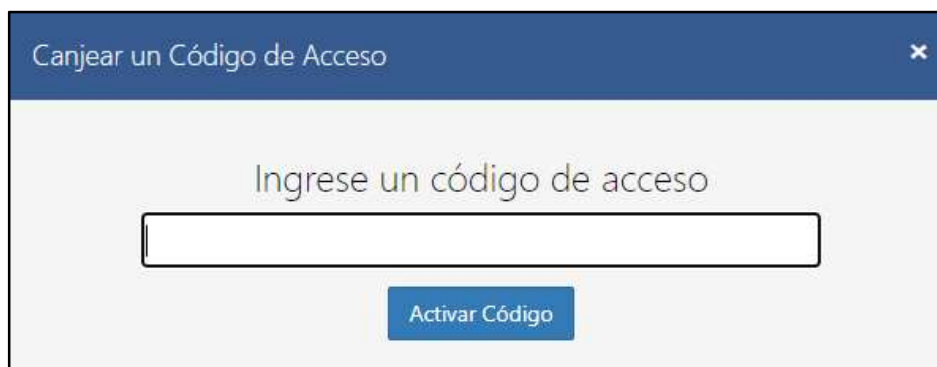 Canjear un Código de Acceso
Ingrese un código de acceso
Activar Código